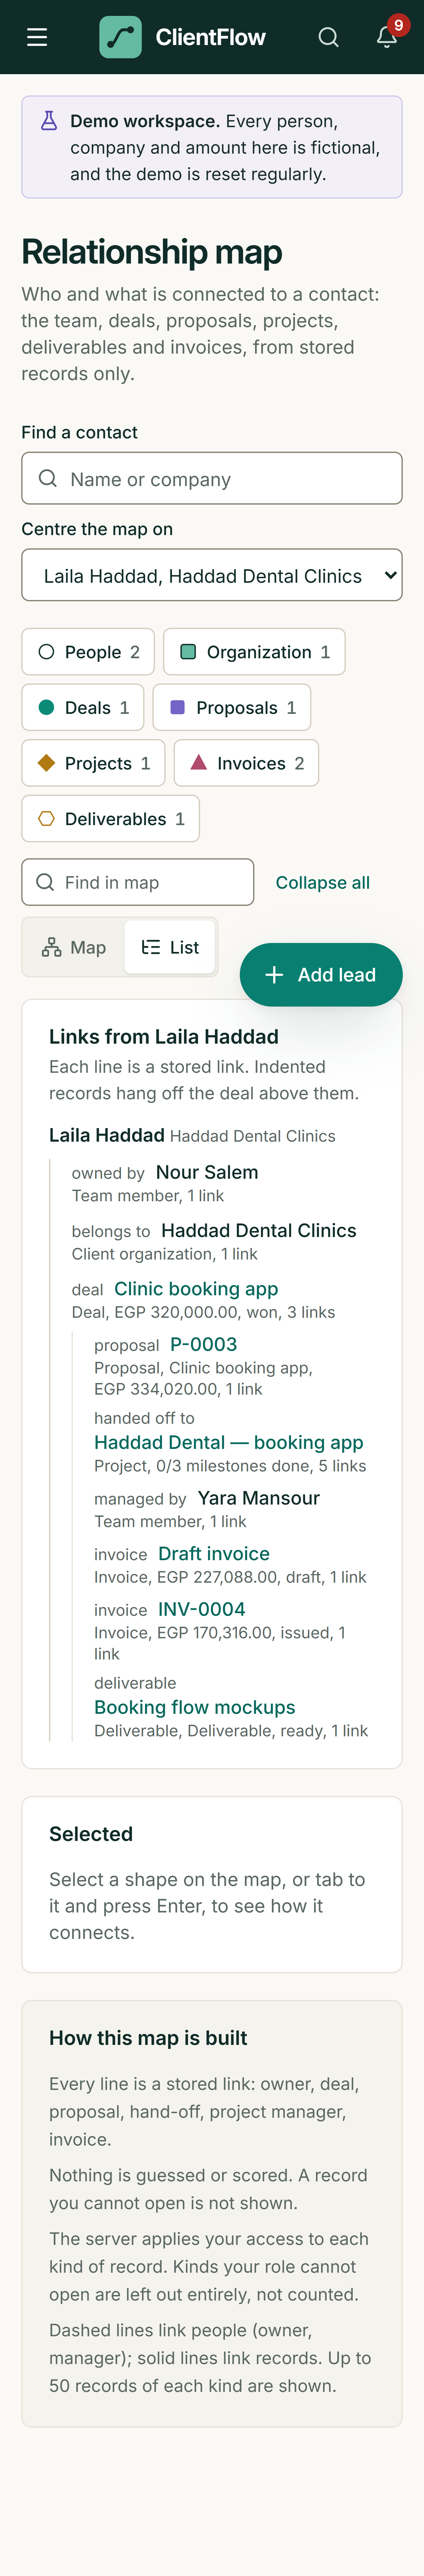 ClientFlow
9
Demo workspace. Every person,
company and amount here is fictional,
and the demo is reset regularly.
Relationship map
Who and what is connected to a contact:
the team, deals, proposals, projects,
deliverables and invoices, from stored
records only.
Find a contact
Name or company
Centre the map on
Laila Haddad, Haddad Dental Clinics
People 2
Organization 1
Deals 1
Proposals 1
Projects 1
Invoices 2
Deliverables 1
Find in map
Collapse all
Map
List
Add lead
Links from Laila Haddad
Each line is a stored link. Indented
records hang off the deal above them.
Laila Haddad Haddad Dental Clinics
owned by Nour Salem
Team member, 1 link
belongs to Haddad Dental Clinics
Client organization, 1 link
deal Clinic booking app
Deal, EGP 320,000.00, won, 3 links
proposal P-0003
Proposal, Clinic booking app,
EGP 334,020.00, 1 link
handed off to
Haddad Dental — booking app
Project, 0/3 milestones done, 5 links
managed by Yara Mansour
Team member, 1 link
invoice Draft invoice
Invoice, EGP 227,088.00, draft, 1 link
invoice INV-0004
Invoice, EGP 170,316.00, issued, 1
link
deliverable
Booking flow mockups
Deliverable, Deliverable, ready, 1 link
Selected
Select a shape on the map, or tab to
it and press Enter, to see how it
connects.
How this map is built
Every line is a stored link: owner, deal,
proposal, hand-off, project manager,
invoice.
Nothing is guessed or scored. A record
you cannot open is not shown.
The server applies your access to each
kind of record. Kinds your role cannot
open are left out entirely, not counted.
Dashed lines link people (owner,
manager); solid lines link records. Up to
50 records of each kind are shown.